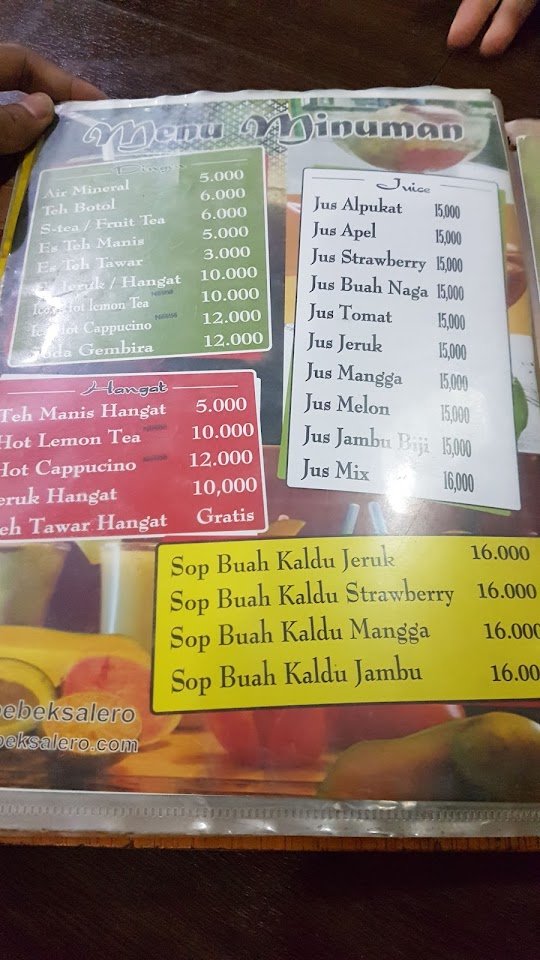 Menu Minuman
Dingin
Air Mineral 5.000
Teh Botol 6.000
S-tea / Fruit Tea 6.000
Es Teh Manis 5.000
Es Teh Tawar 3.000
Jeruk / Hangat 10.000
Hot lemon Tea 10.000
Hot Cappucino 12.000
Soda Gembira 12.000
Juice
Jus Alpukat 15,000
Jus Apel 15,000
Jus Strawberry 15,000
Jus Buah Naga 15,000
Jus Tomat 15,000
Jus Jeruk 15,000
Jus Mangga 15,000
Jus Melon 15,000
Jus Jambu Biji 15,000
Jus Mix 16,000
Hangat
Teh Manis Hangat 5.000
Hot Lemon Tea 10.000
Hot Cappucino 12.000
eruk Hangat 10,000
eh Tawar Hangat Gratis
Sop Buah Kaldu Jeruk 16.000
Sop Buah Kaldu Strawberry 16.000
Sop Buah Kaldu Mangga 16.000
Sop Buah Kaldu Jambu 16.00
bebeksalero
beksalero.com